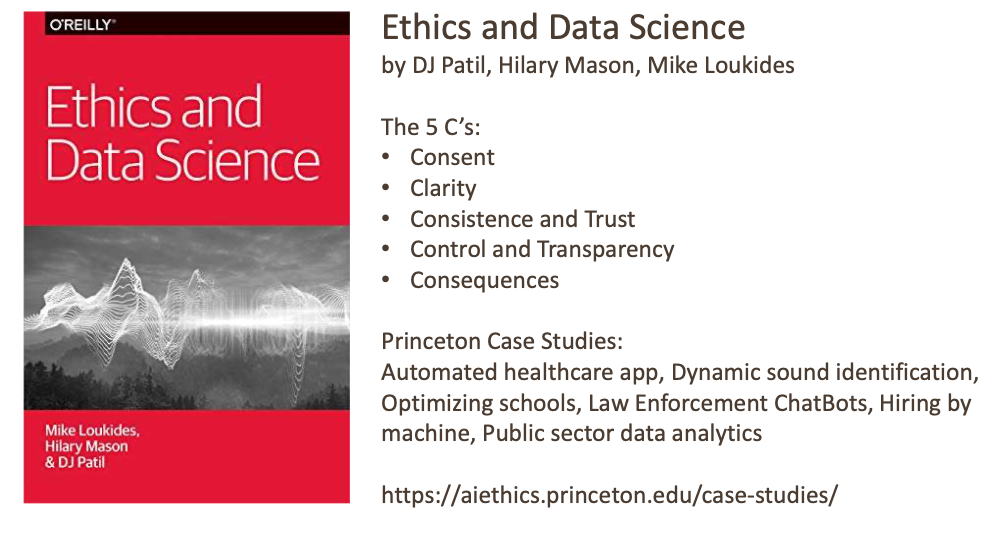 O'REILLY®
Ethics and
Data Science
Mike Loukides,
Hilary Mason
& DJ Patil
Ethics and Data Science
by DJ Patil, Hilary Mason, Mike Loukides
The 5 C's:
• Consent
• Clarity
• Consistence and Trust
• Control and Transparency
• Consequences
Princeton Case Studies:
Automated healthcare app, Dynamic sound identification,
Optimizing schools, Law Enforcement ChatBots, Hiring by
machine, Public sector data analytics
https://aiethics.princeton.edu/case-studies/